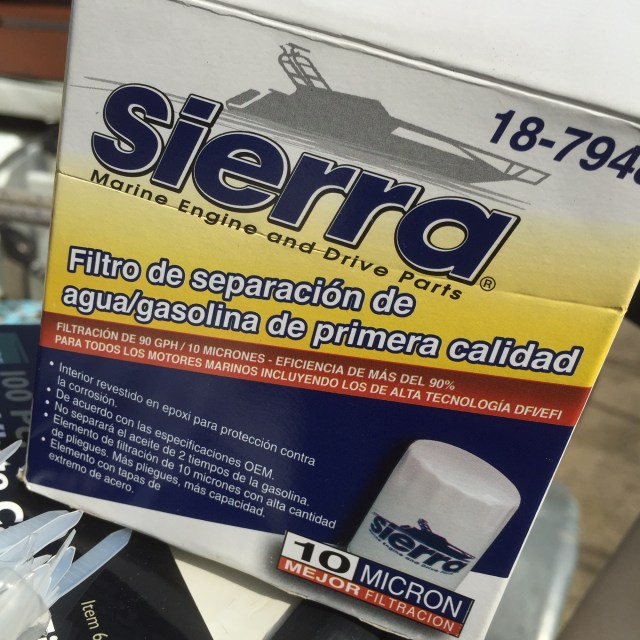 sierra®
Marine Engine and Drive Parts
Filtro de separación de
agua/gasolina de primera calidad
FILTRACIÓN DE 90 GPH / 10 MICRONES - EFICIENCIA DE MÁS DEL 90%
PARA TODOS LOS MOTORES MARINOS INCLUYENDO LOS DE ALTA TECNOLOGÍA DFI/EFI
• Interior revestido en epoxi para protección contra
la corrosión.
• De acuerdo con las especificaciones OEM.
• No separará el aceite de 2 tiempos de la gasolina.
• Elemento de filtración de 10 micrones con alta cantidad
de pliegues. Más pliegues, más capacidad.
• Elemento con tapas de
extremo de acero.
sierra
10 MICRON
MEJOR FILTRACION
Item